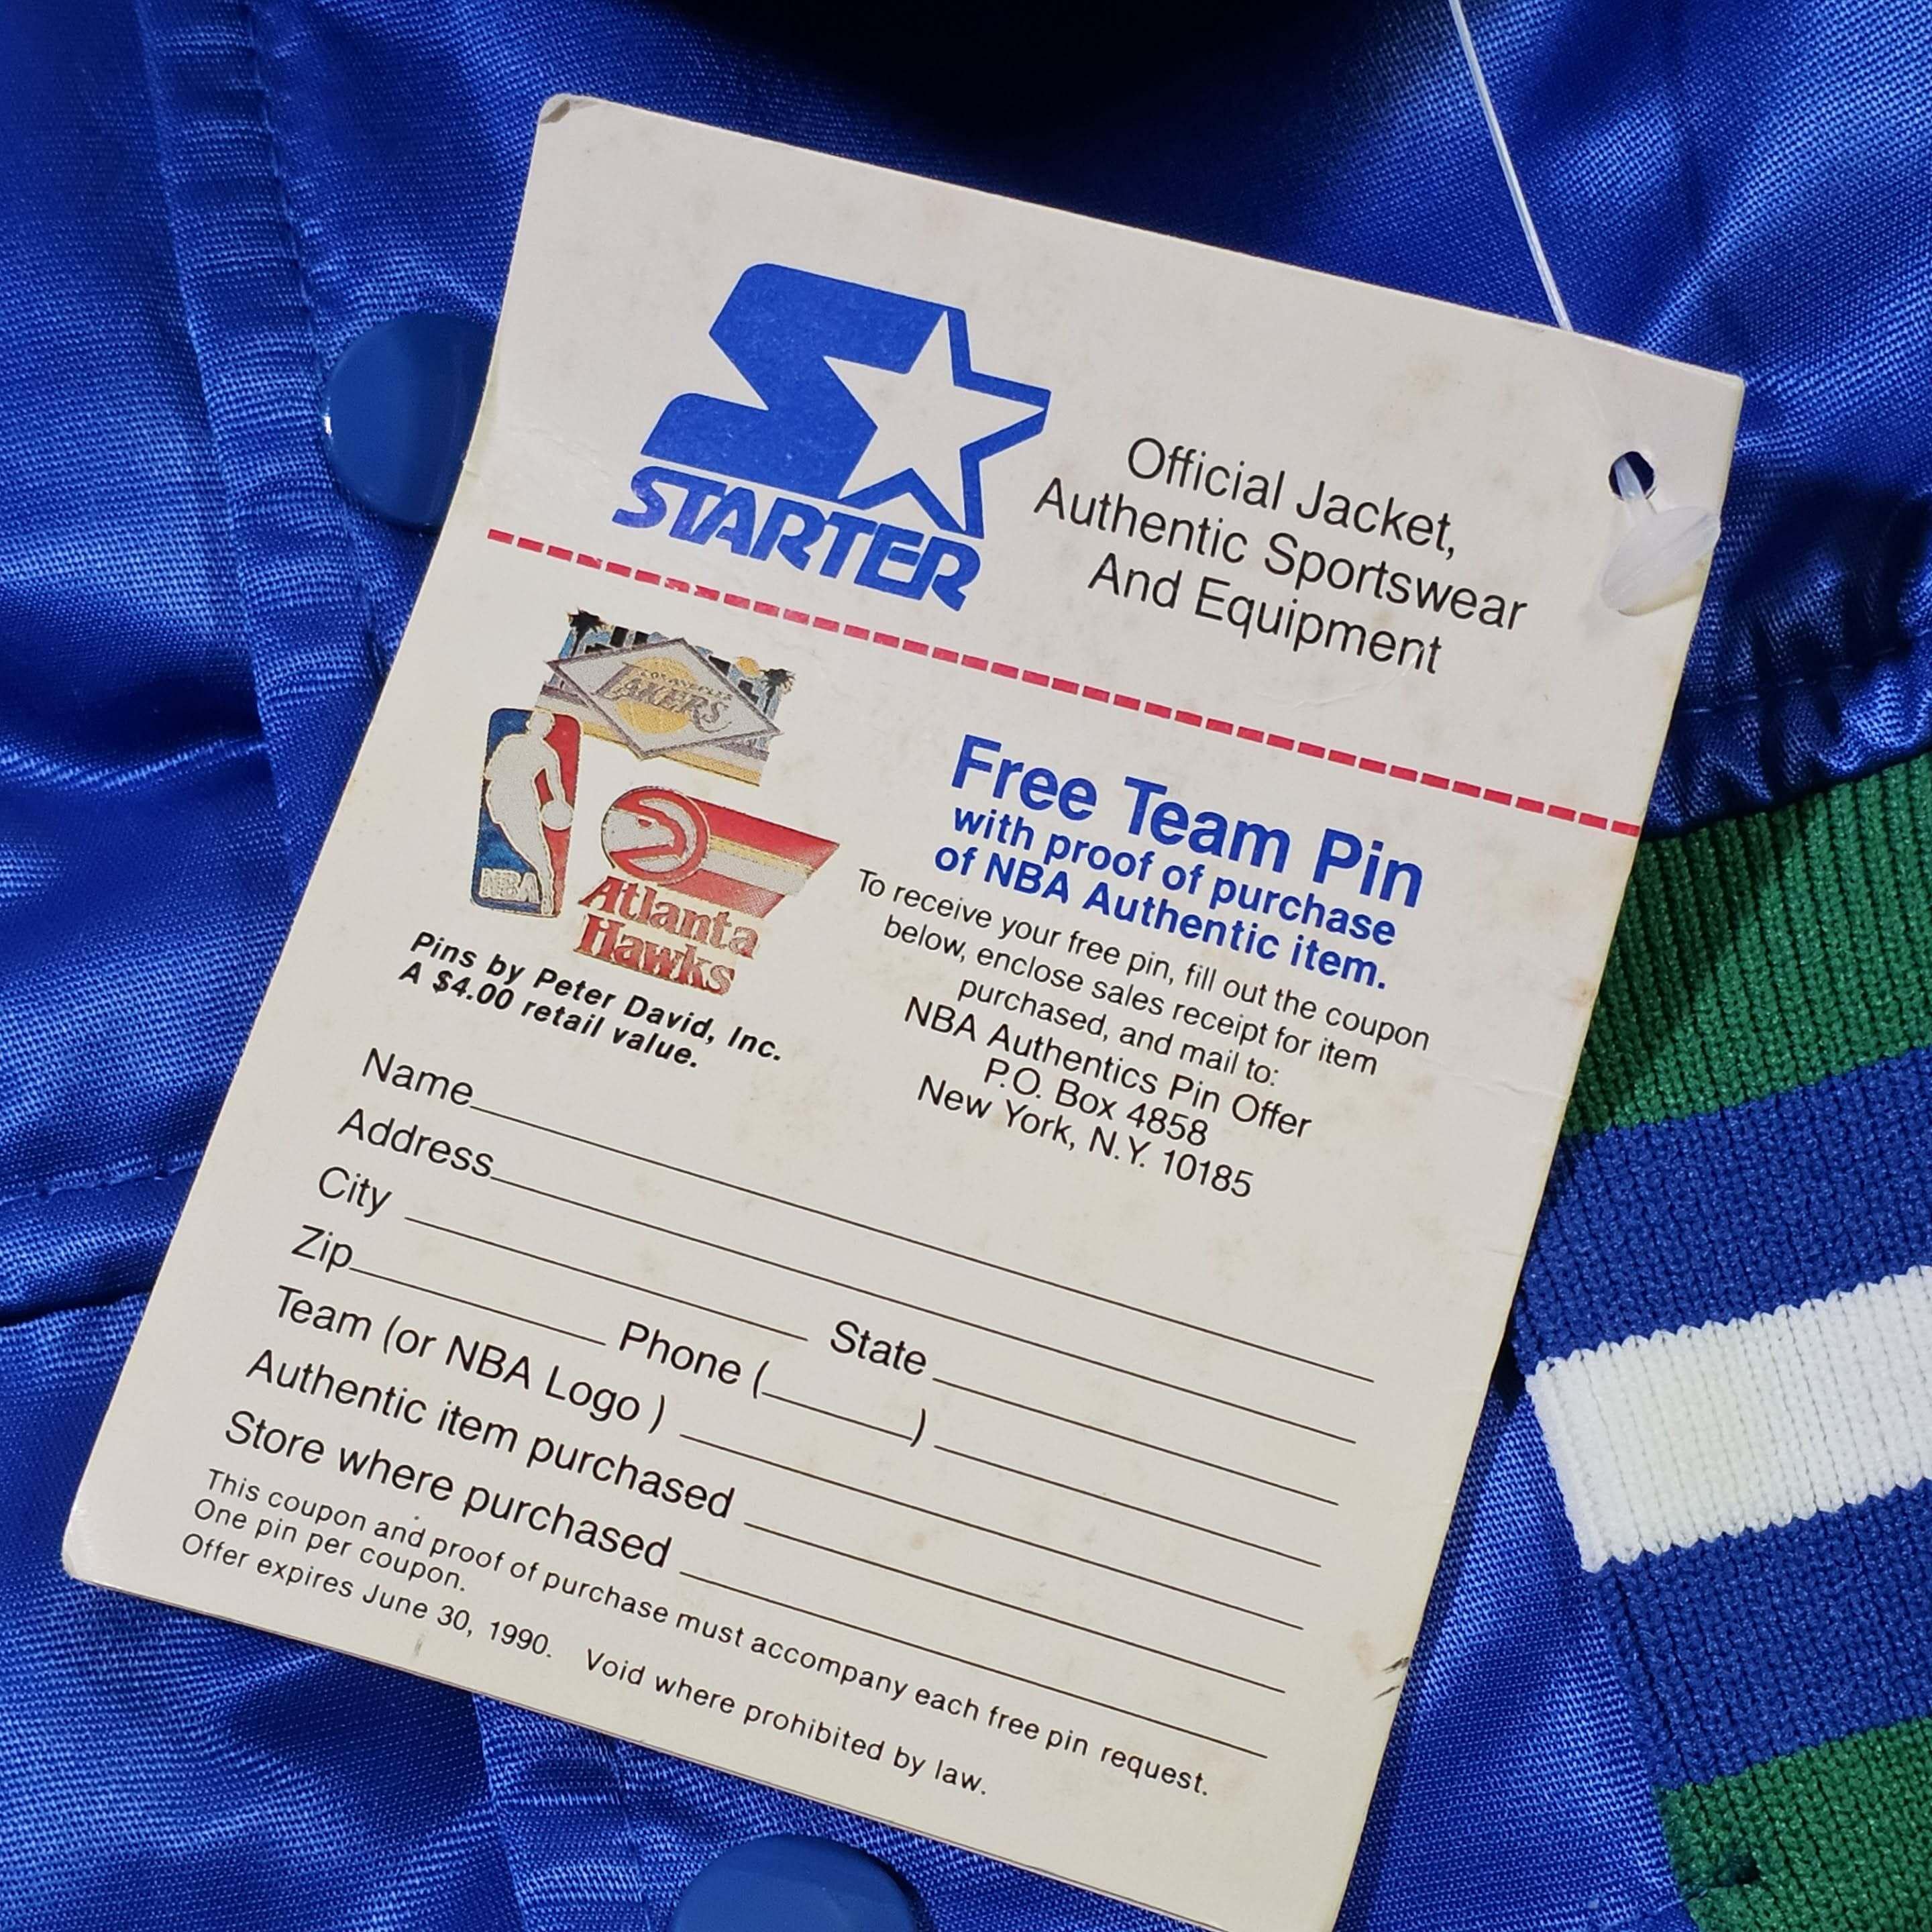 STARTER
Official Jacket,
Authentic Sportswear
And Equipment
LOS ANGELES
LAKERS
NBA
Atlanta
Hawks
Pins by Peter David, Inc.
A $4.00 retail value.
Free Team Pin
with proof of purchase
of NBA Authentic item.
To receive your free pin, fill out the coupon
below, enclose sales receipt for item
purchased, and mail to:
NBA Authentics Pin Offer
P.O. Box 4858
New York, N.Y. 10185
Name
Address
City State
Zip Phone ( )
Team (or NBA Logo )
Authentic item purchased
Store where purchased
This coupon and proof of purchase must accompany each free pin request.
One pin per coupon.
Offer expires June 30, 1990. Void where prohibited by law.